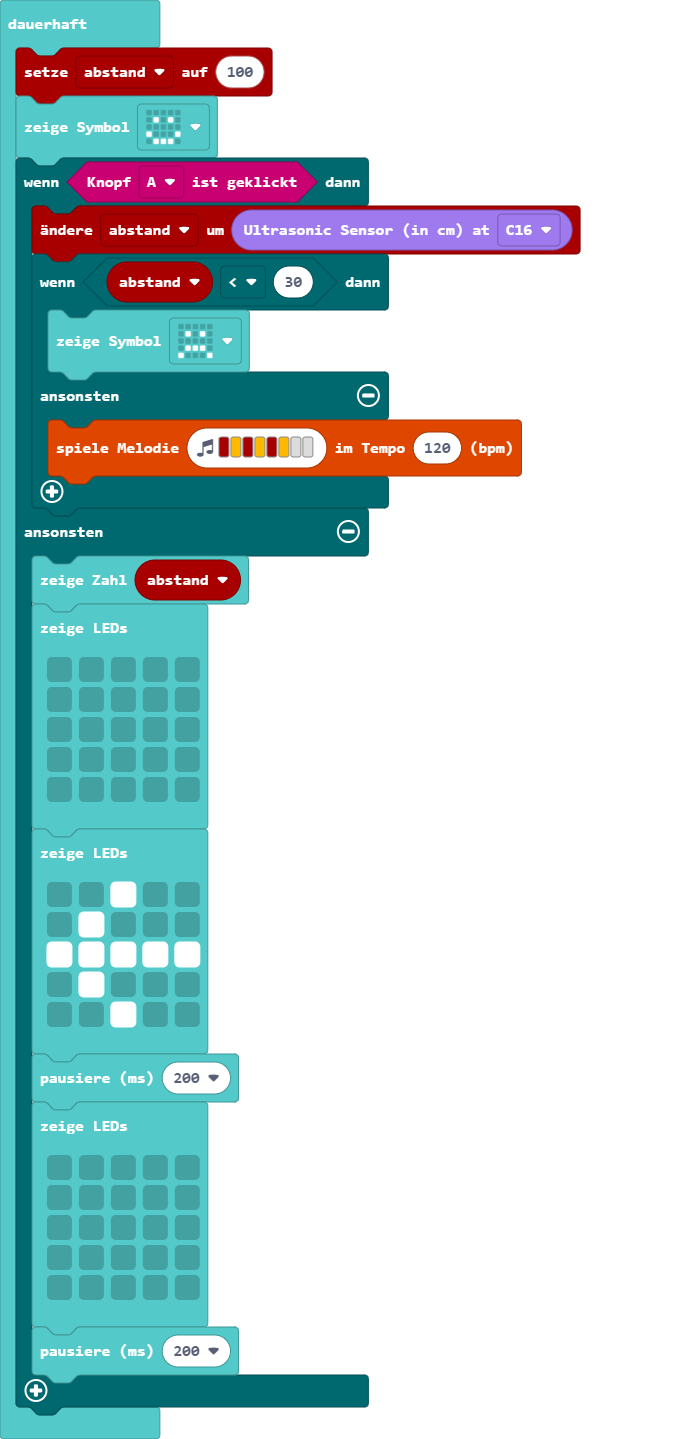 dauerhaft
setze abstand auf 100
zeige Symbol
wenn Knopf A ist geklickt dann
ändere abstand um Ultrasonic Sensor (in cm) at C16
wenn abstand < 30 dann
zeige Symbol
ansonsten
spiele Melodie im Tempo 120 (bpm)
ansonsten
zeige Zahl abstand
zeige LEDs
zeige LEDs
pausiere (ms) 200
zeige LEDs
pausiere (ms) 200